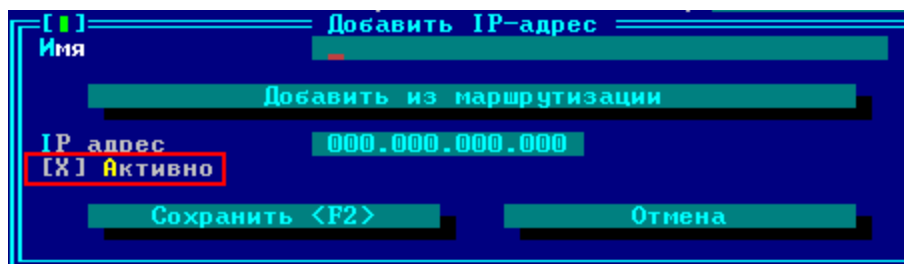 [▮] Добавить IP-адрес
Имя
Добавить из маршрутизации
IP адрес 000.000.000.000
[X] Активно
Сохранить <F2> Отмена